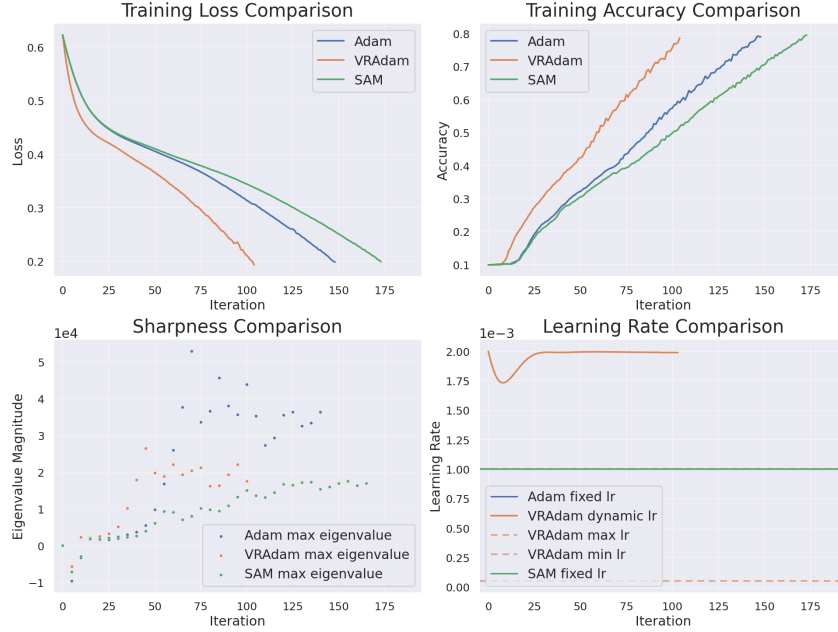 Training Loss Comparison
0.6
0.5
0.4
0.3
0.2
Loss
Adam
VRAdam
SAM
0 25 50 75 100 125 150 175
Iteration
Training Accuracy Comparison
0.8
0.7
0.6
0.5
0.4
0.3
0.2
0.1
Accuracy
Adam
VRAdam
SAM
0 25 50 75 100 125 150 175
Iteration
Sharpness Comparison
1e4
5
4
3
2
1
0
−1
Eigenvalue Magnitude
Adam max eigenvalue
VRAdam max eigenvalue
SAM max eigenvalue
0 25 50 75 100 125 150 175
Iteration
Learning Rate Comparison
1e−3
2.00
1.75
1.00
0.75
0.50
0.25
0.00
Learning Rate
Adam fixed lr
VRAdam dynamic lr
VRAdam max lr
VRAdam min lr
SAM fixed lr
0 25 50 75 100 125 150 175
Iteration